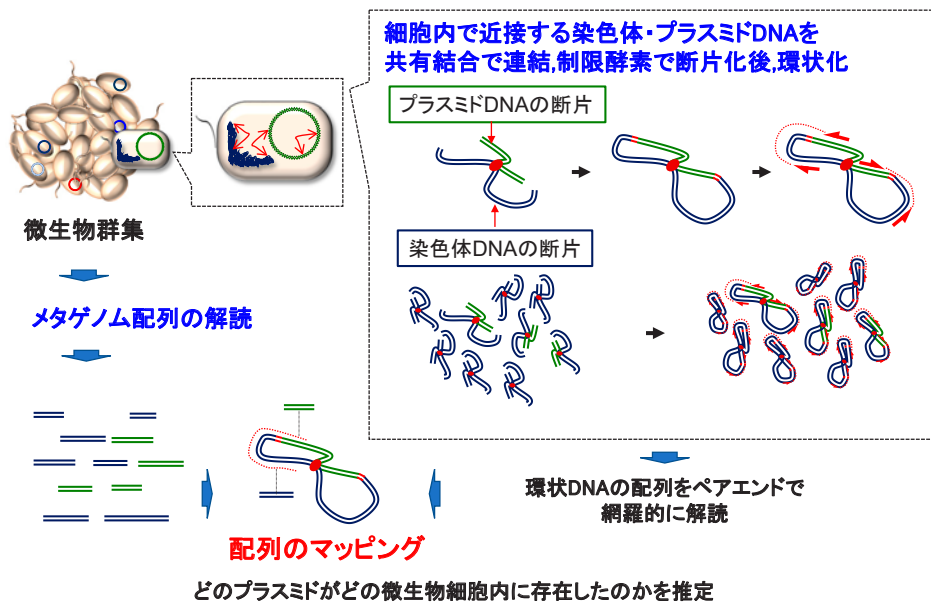 細胞内で近接する染色体・プラスミドDNAを
共有結合で連結,制限酵素で断片化後,環状化
プラスミドDNAの断片
染色体DNAの断片
微生物群集
メタゲノム配列の解読
環状DNAの配列をペアエンドで
網羅的に解読
配列のマッピング
どのプラスミドがどの微生物細胞内に存在したのかを推定